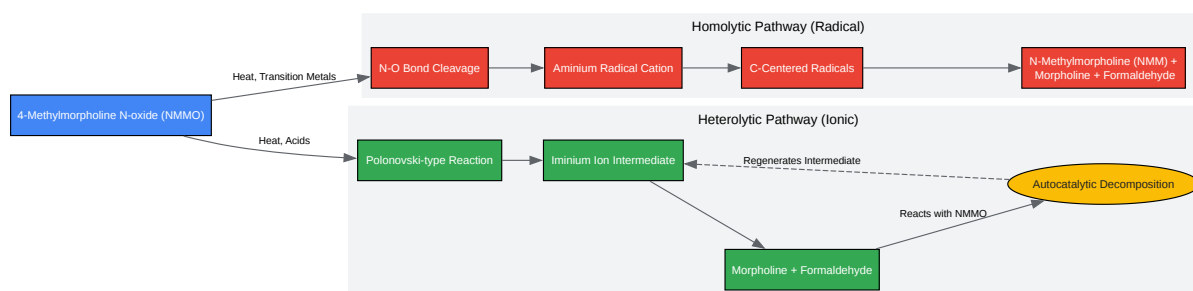 Homolytic Pathway (Radical)
N-O Bond Cleavage
Aminium Radical Cation
C-Centered Radicals
N-Methylmorpholine (NMM) +
Morpholine + Formaldehyde
Heat, Transition Metals
4-Methylmorpholine N-oxide (NMMO)
Heat, Acids
Heterolytic Pathway (Ionic)
Polonovski-type Reaction
Iminium Ion Intermediate
Regenerates Intermediate
Autocatalytic Decomposition
Reacts with NMMO
Morpholine + Formaldehyde